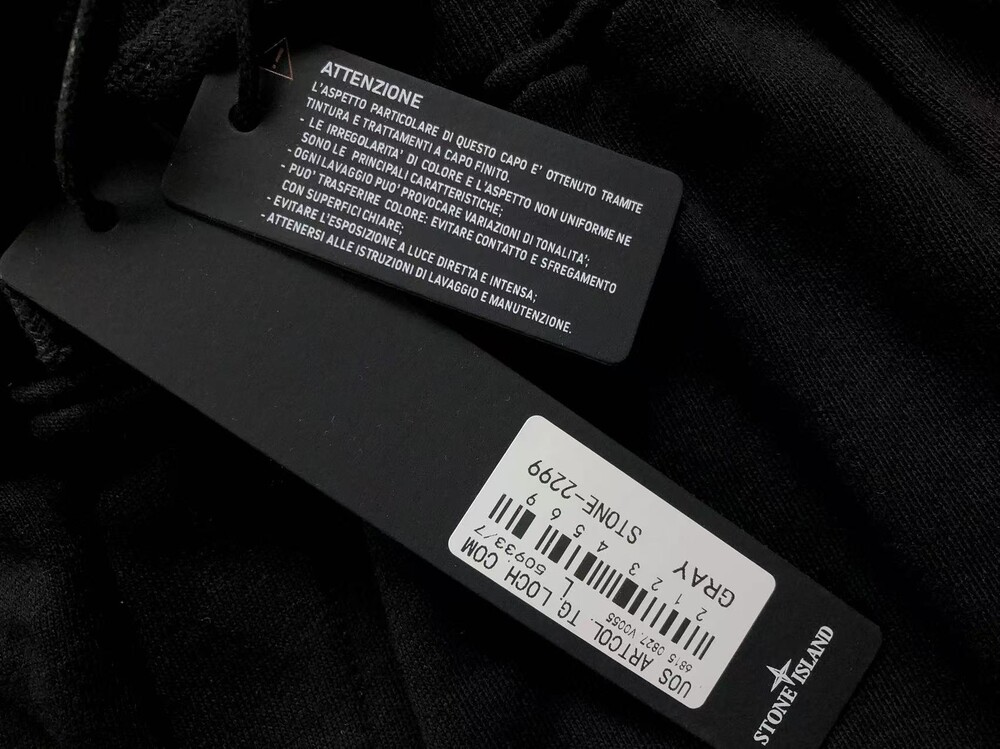 ATTENZIONE
L'ASPETTO PARTICOLARE DI QUESTO CAPO E' OTTENUTO TRAMITE
TINTURA E TRATTAMENTI A CAPO FINITO.
- LE IRREGOLARITA' DI COLORE E L'ASPETTO NON UNIFORME NE
SONO LE PRINCIPALI CARATTERISTICHE;
- OGNI LAVAGGIO PUO' PROVOCARE VARIAZIONI DI TONALITA';
- PUO' TRASFERIRE COLORE: EVITARE CONTATTO E SFREGAMENTO
CON SUPERFICI CHIARE;
- EVITARE L'ESPOSIZIONE A LUCE DIRETTA E INTENSA;
- ATTENERSI ALLE ISTRUZIONI DI LAVAGGIO E MANUTENZIONE.
UOS ARTCOL. TG LOCH. COM
6815 0827. V0065 L 50933/7
2 1 2 3 4 5 6 9
GRAY STONE-2299
STONE ISLAND